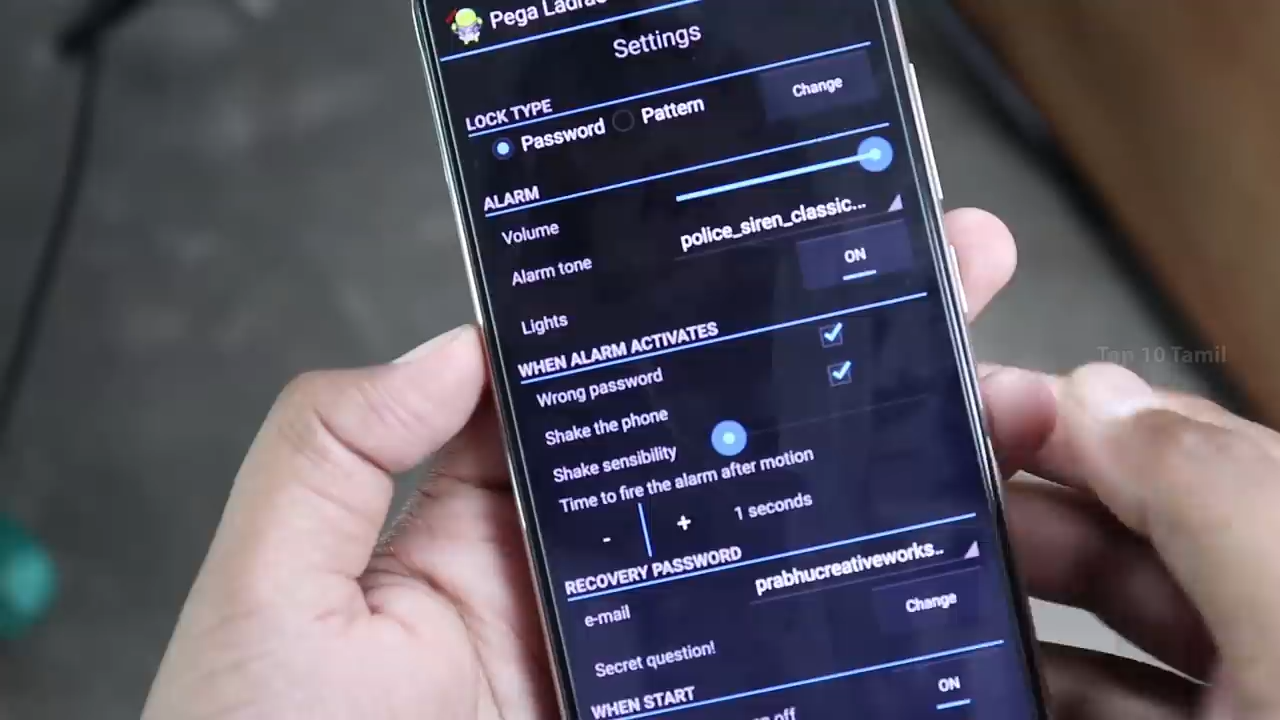 Pega Ladrão
Settings
LOCK TYPE
Password
Pattern
Change
ALARM
Volume
Alarm tone
police_siren_classic...
Lights
ON
WHEN ALARM ACTIVATES
Wrong password
Shake the phone
Shake sensibility
Time to fire the alarm after motion
-
+
1 seconds
RECOVERY PASSWORD
e-mail
prabhucreativeworks..
Secret question!
Change
WHEN START
off
ON
Top 10 Tamil